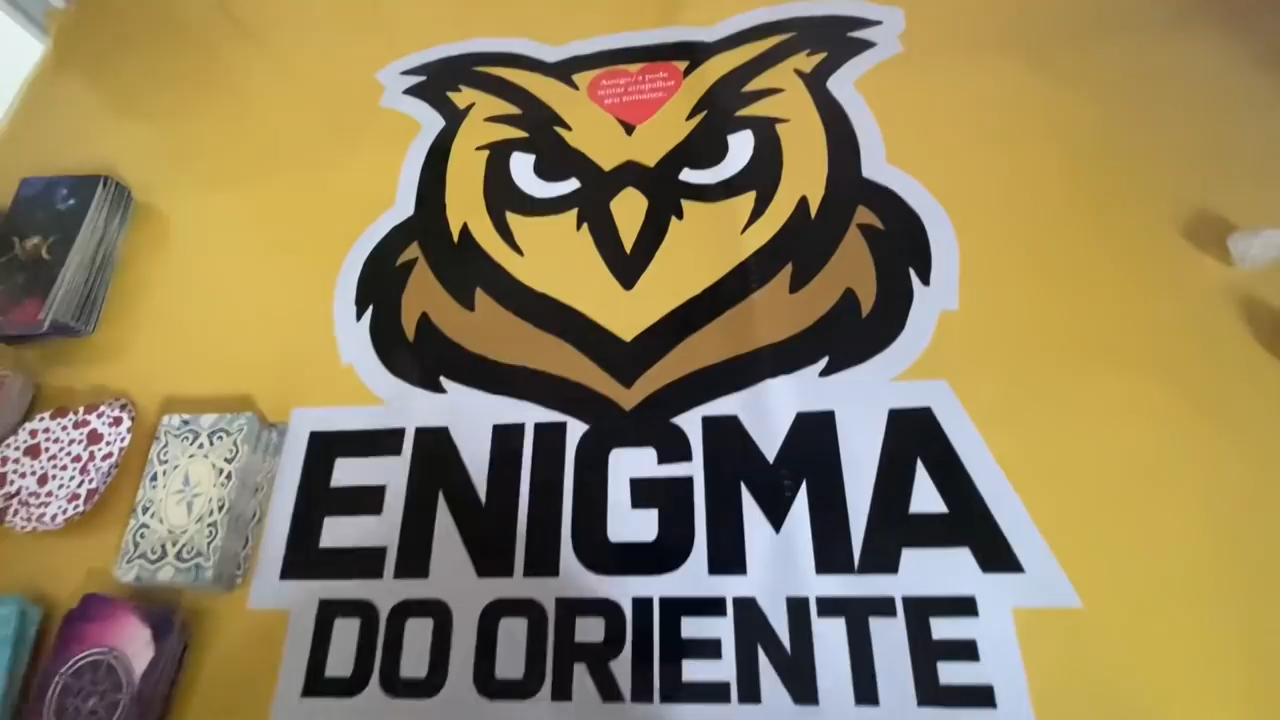 Amigo/a pode
tentar atrapalhar
seu romance..
ENIGMA
DO ORIENTE